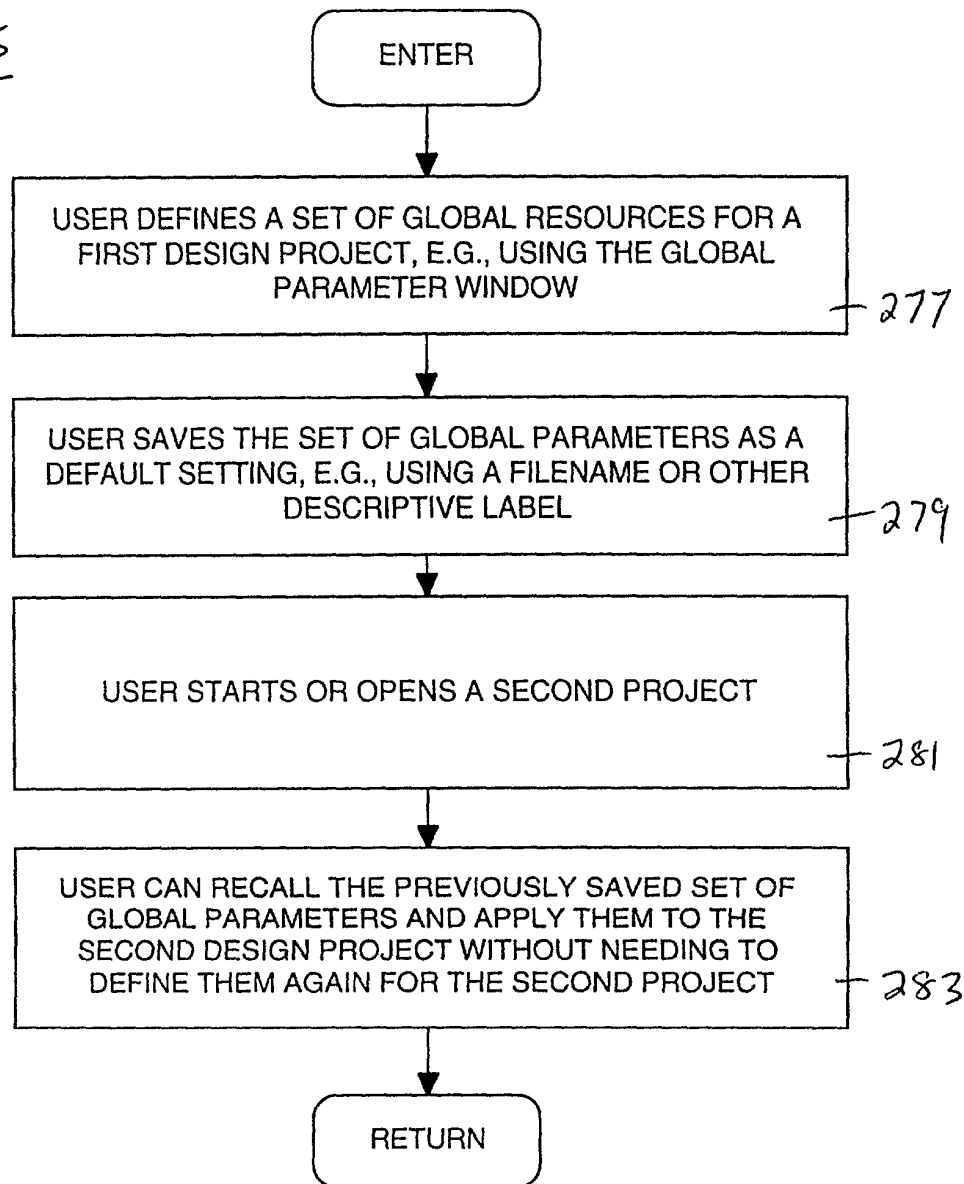 ENTER
USER DEFINES A SET OF GLOBAL RESOURCES FOR A
FIRST DESIGN PROJECT, E.G., USING THE GLOBAL
PARAMETER WINDOW
277
USER SAVES THE SET OF GLOBAL PARAMETERS AS A
DEFAULT SETTING, E.G., USING A FILENAME OR OTHER
DESCRIPTIVE LABEL
279
USER STARTS OR OPENS A SECOND PROJECT
281
USER CAN RECALL THE PREVIOUSLY SAVED SET OF
GLOBAL PARAMETERS AND APPLY THEM TO THE
SECOND DESIGN PROJECT WITHOUT NEEDING TO
DEFINE THEM AGAIN FOR THE SECOND PROJECT
283
RETURN